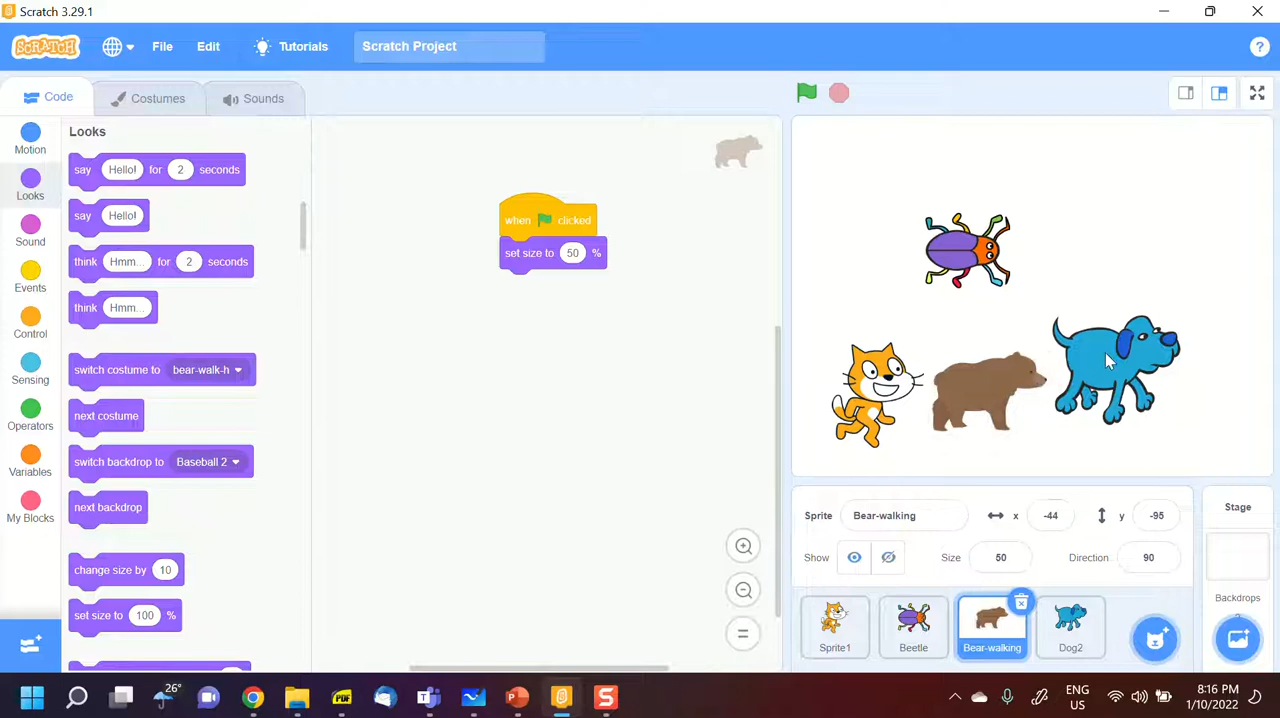 Scratch 3.29.1
SCRATCH File Edit Tutorials Scratch Project ?
Code Costumes Sounds
Motion
Looks
Sound
Events
Control
Sensing
Operators
Variables
My Blocks
Looks
say Hello! for 2 seconds
say Hello!
think Hmm... for 2 seconds
think Hmm...
switch costume to bear-walk-h
next costume
switch backdrop to Baseball 2
next backdrop
change size by 10
set size to 100 %
when clicked
set size to 50 %
Sprite Bear-walking x -44 y -95
Show Size 50 Direction 90
Sprite1 Beetle Bear-walking Dog2
Stage
Backdrops
26°
PDF
ENG
US
8:16 PM
1/10/2022